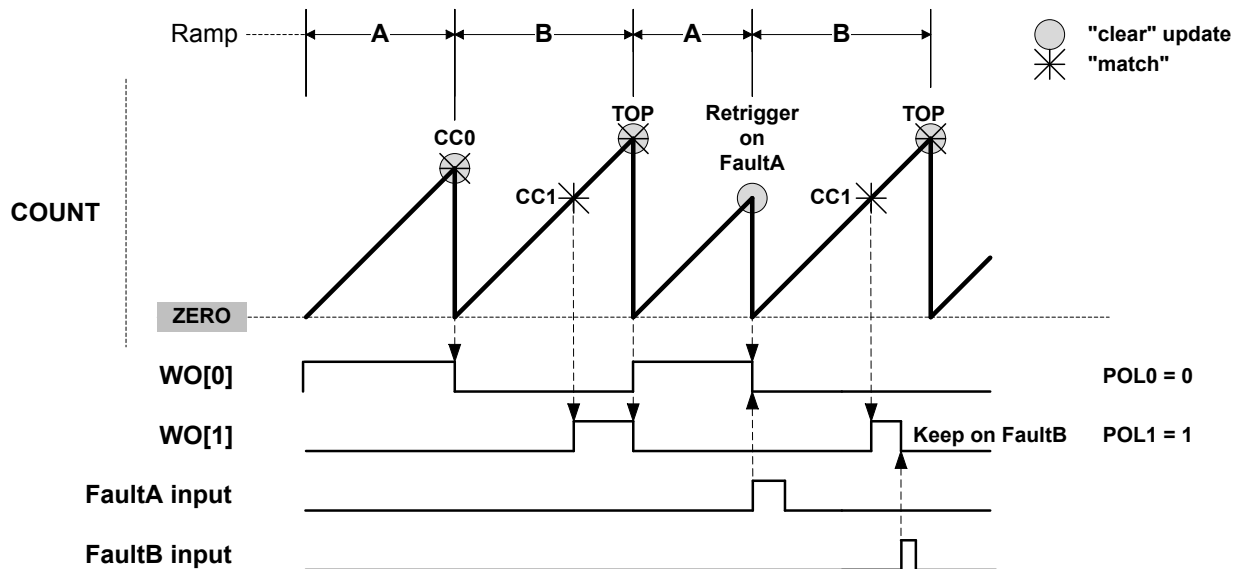 Ramp A B A B "clear" update
"match"
CC0 TOP Retrigger TOP
on
FaultA
CC1 CC1
COUNT
ZERO
WO[0] POL0 = 0
WO[1] Keep on FaultB POL1 = 1
FaultA input
FaultB input